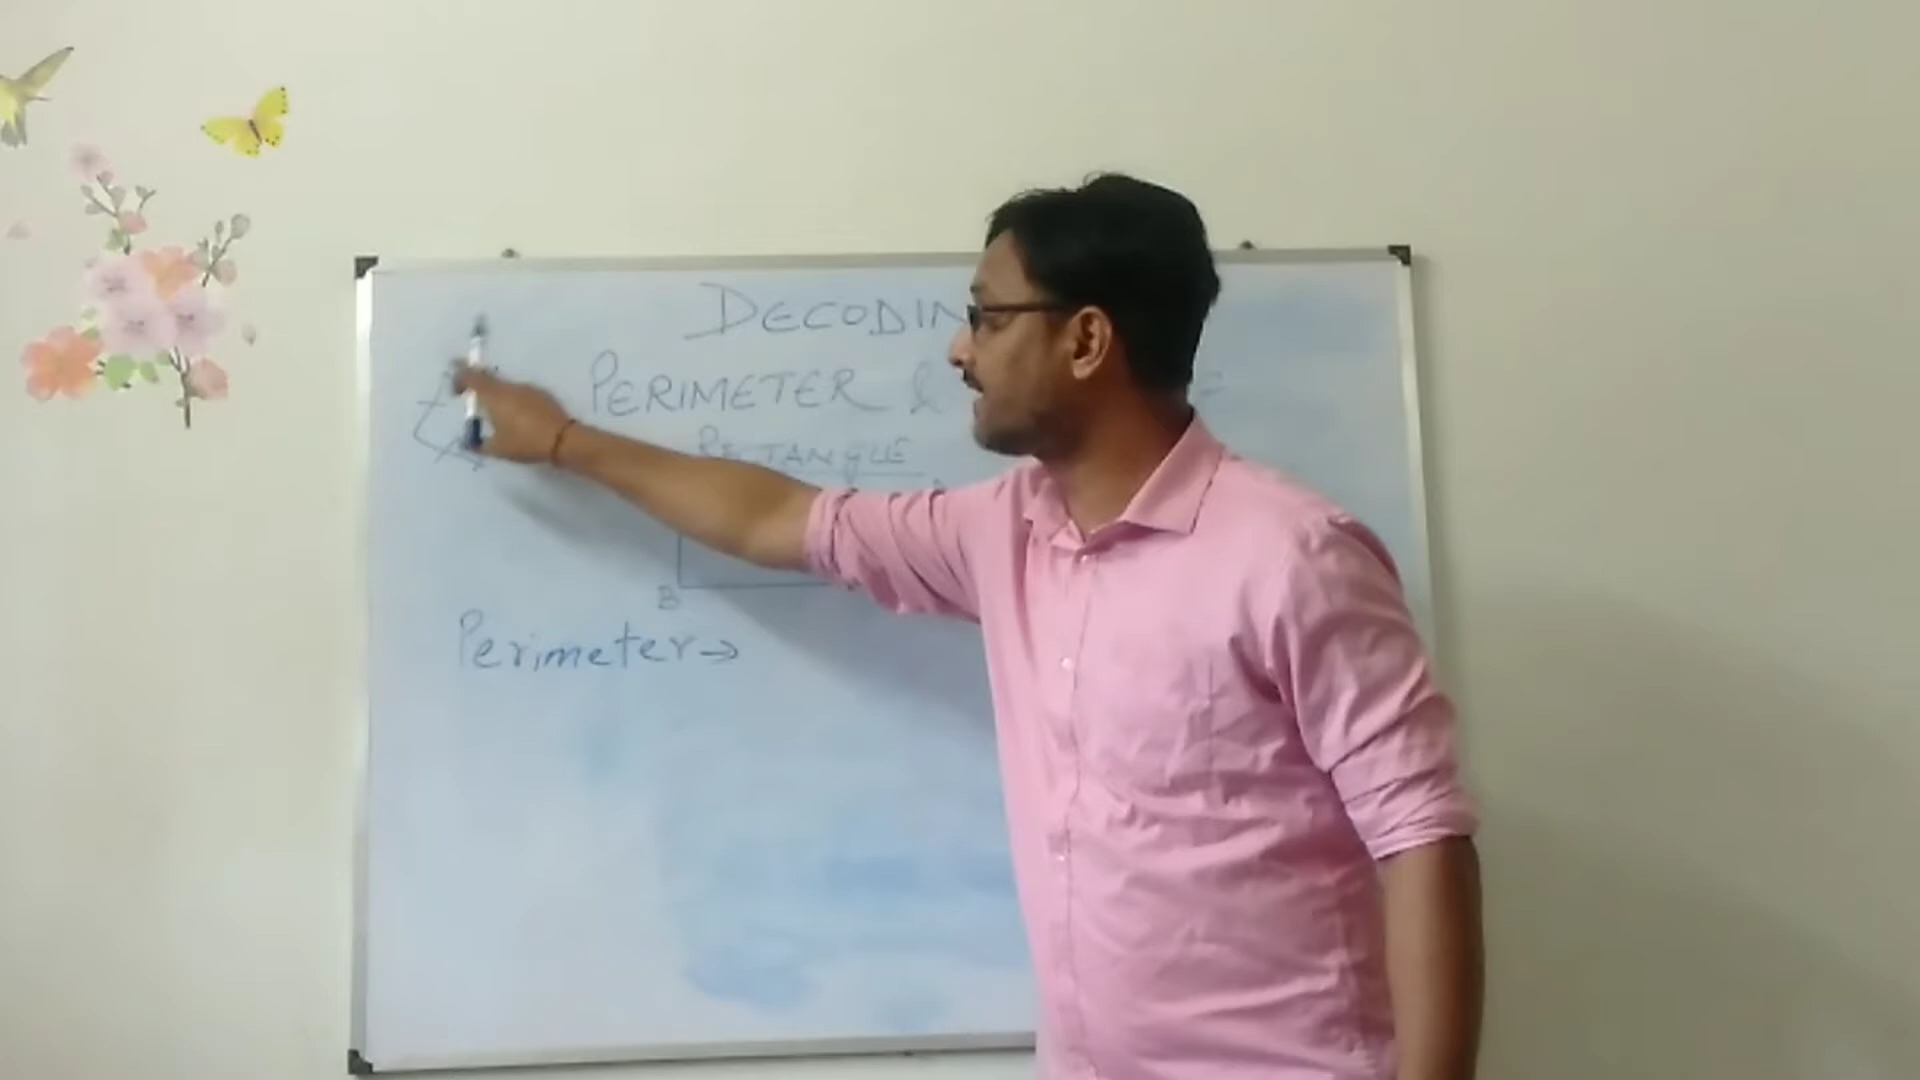 DECODIN
PERIMETER &
RECTANGLE
B
Perimeter →